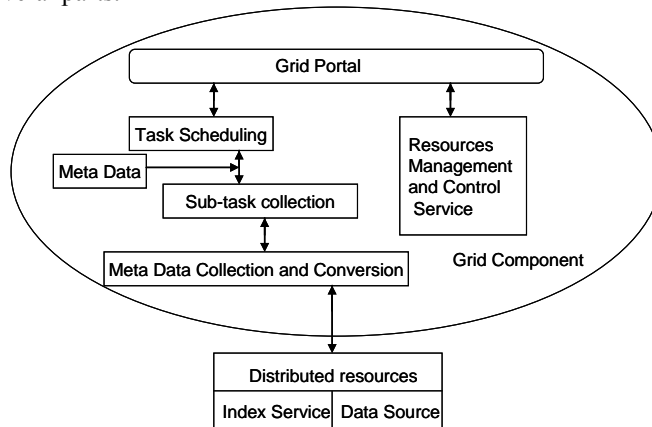 Grid Portal
Task Scheduling
Meta Data
Sub-task collection
Meta Data Collection and Conversion
Resources
Management
and Control
Service
Grid Component
Distributed resources
Index Service
Data Source